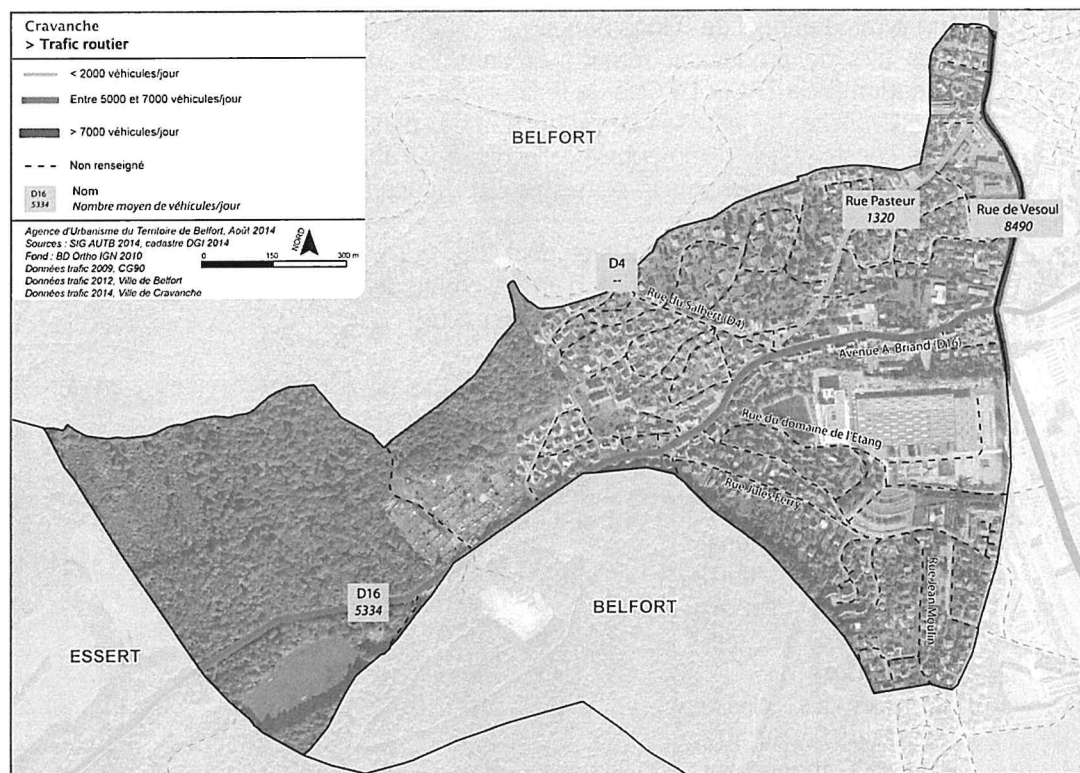 Cravanche
> Trafic routier
< 2000 véhicules/jour
Entre 5000 et 7000 véhicules/jour
> 7000 véhicules/jour
Non renseigné
D16
5334
Nom
Nombre moyen de véhicules/jour
Agence d'Urbanisme du Territoire de Belfort, Août 2014
Sources : SIG AUTB 2014, cadastre DGI 2014
Fond : BD Ortho IGN 2010
Données trafic 2009, CG90
Données trafic 2012, Ville de Belfort
Données trafic 2014, Ville de Cravanche
NORD
0 150 300 m
BELFORT
Rue Pasteur
1320
Rue de Vesoul
8490
D4
--
Rue du Salbert (D4)
Avenue A. Briand (D16)
Rue du domaine de l'Etang
Rue Jules Ferry
Rue Jean Moulin
D16
5334
BELFORT
ESSERT